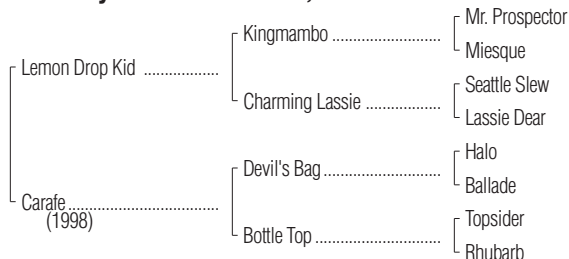 Mr. Prospector
Kingmambo ......................
Miesque
Lemon Drop Kid ...............
Seattle Slew
Charming Lassie ...............
Lassie Dear
Halo
Devil's Bag ........................
Ballade
Carafe ...............................
(1998)
Topsider
Bottle Top .........................
Rhubarb